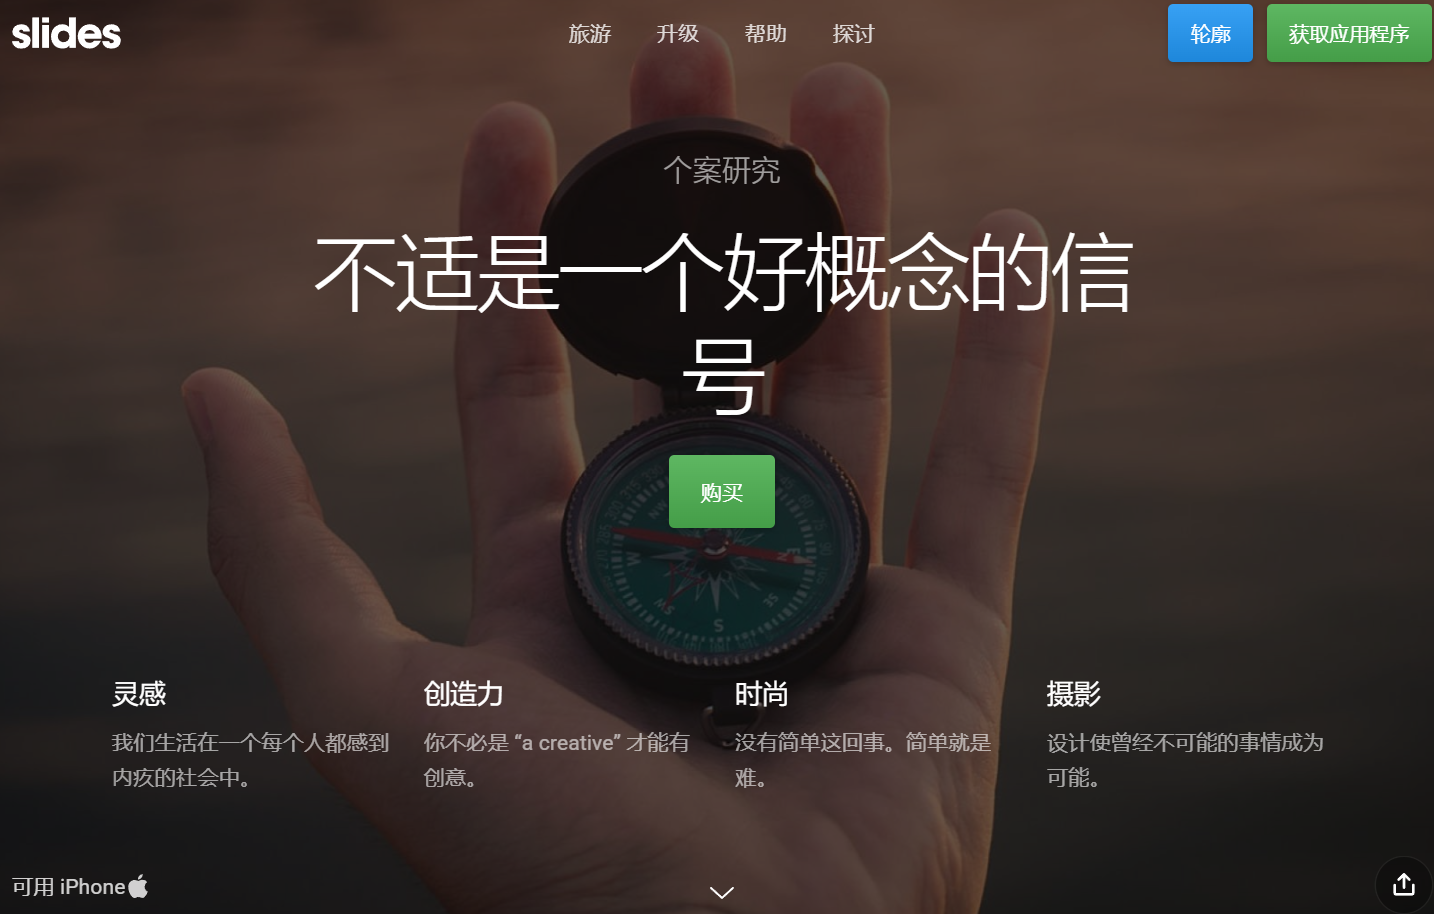 slides
旅游 升级 帮助 探讨
轮廓
获取应用程序
个案研究
不适是一个好概念的信
号
购买
灵感
我们生活在一个每个人都感到
内疚的社会中。
创造力
你不必是 “a creative” 才能有
创意。
时尚
没有简单这回事。简单就是
难。
摄影
设计使曾经不可能的事情成为
可能。
可用 iPhone